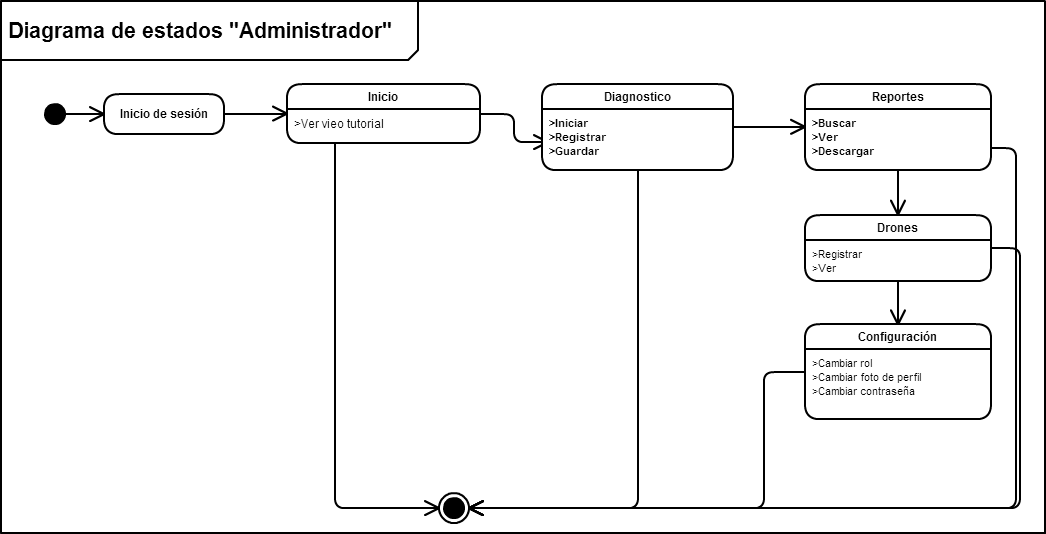 Diagrama de estados "Administrador"
Inicio de sesión
Inicio
>Ver vieo tutorial
Diagnostico
>Iniciar
>Registrar
>Guardar
Reportes
>Buscar
>Ver
>Descargar
Drones
>Registrar
>Ver
Configuración
>Cambiar rol
>Cambiar foto de perfil
>Cambiar contraseña